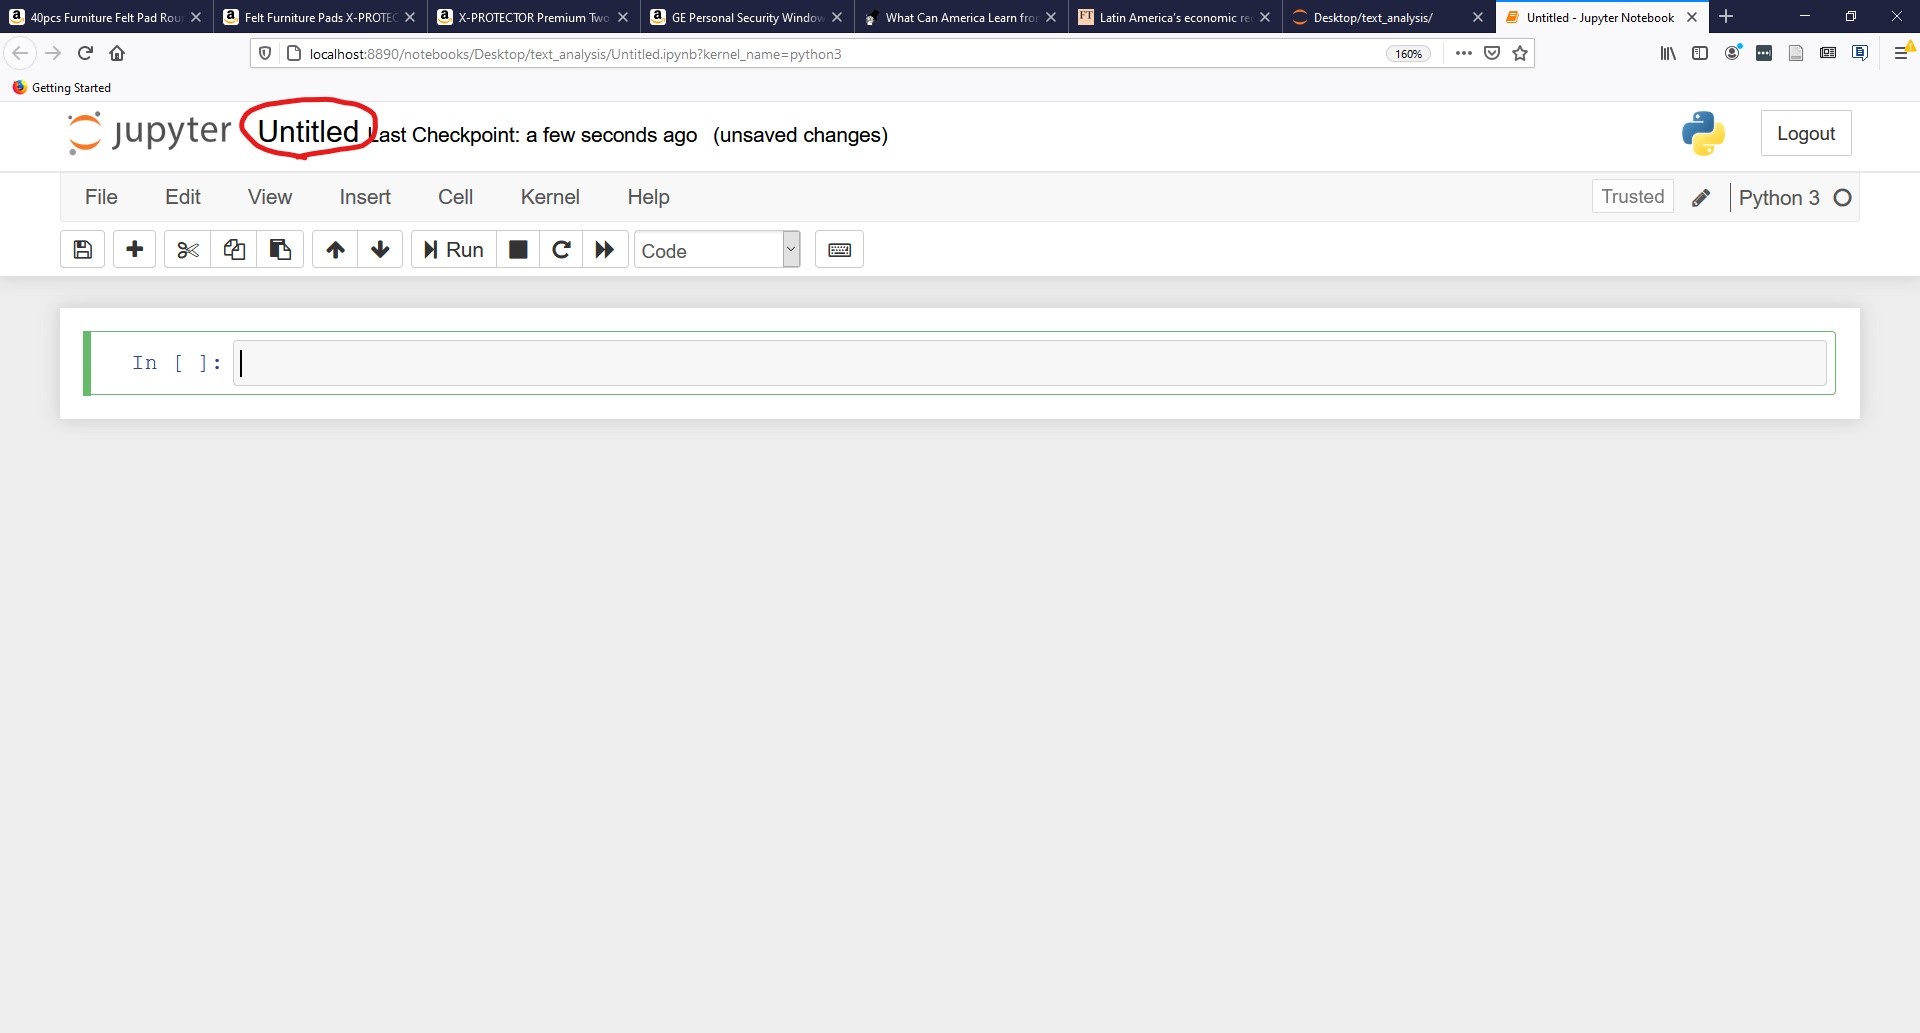 40pcs Furniture Felt Pad Rou
Felt Furniture Pads X-PROTEC
X-PROTECTOR Premium Two
GE Personal Security Window
What Can America Learn fro
FT Latin America's economic re
Desktop/text_analysis/
Untitled - Jupyter Notebook
localhost:8890/notebooks/Desktop/text_analysis/Untitled.ipynb?kernel_name=python3
160%
Getting Started
jupyter Untitled Last Checkpoint: a few seconds ago (unsaved changes)
Logout
File Edit View Insert Cell Kernel Help
Trusted
Python 3
Run
Code
In [ ]: